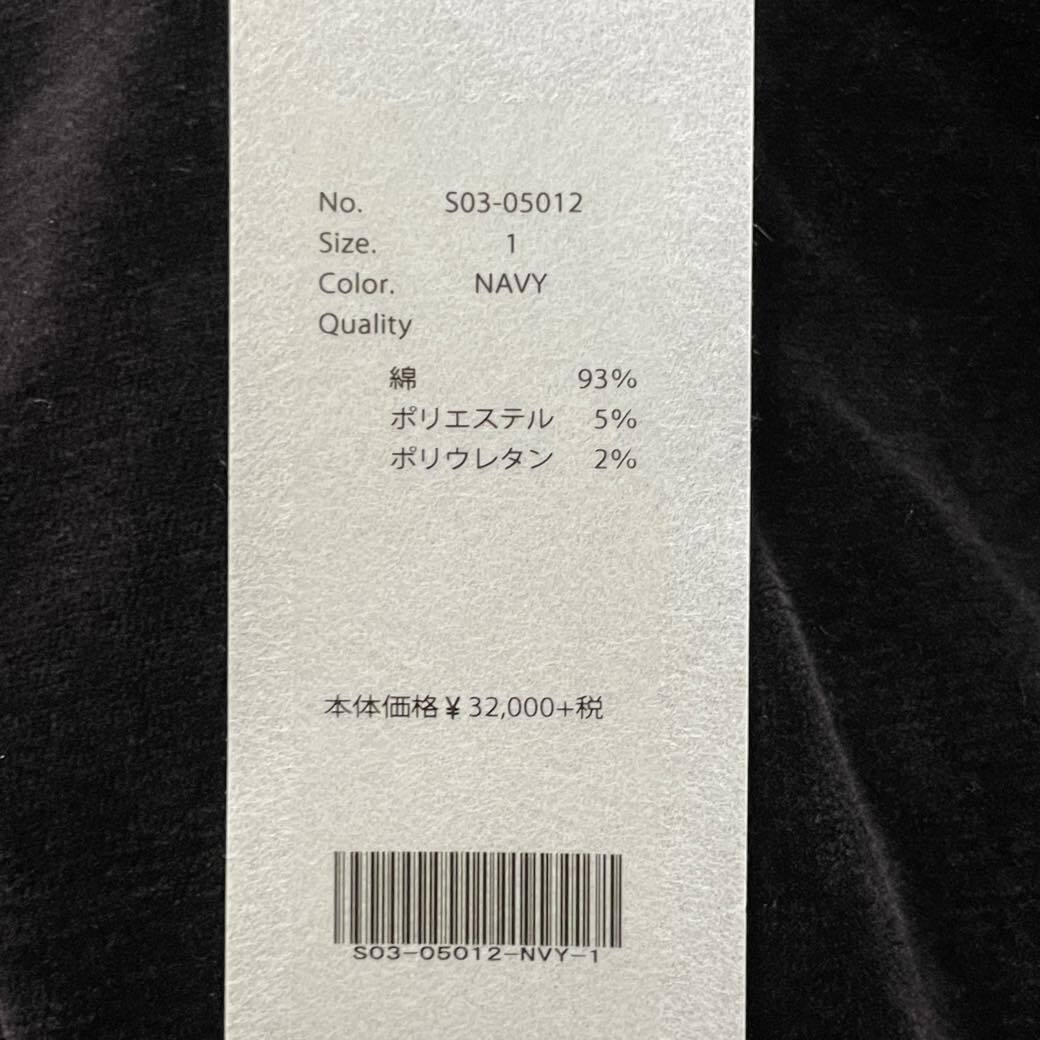 No. S03-05012
Size. 1
Color. NAVY
Quality
綿 93%
ポリエステル 5%
ポリウレタン 2%
本体価格¥32,000+税
S03-05012-NVY-1